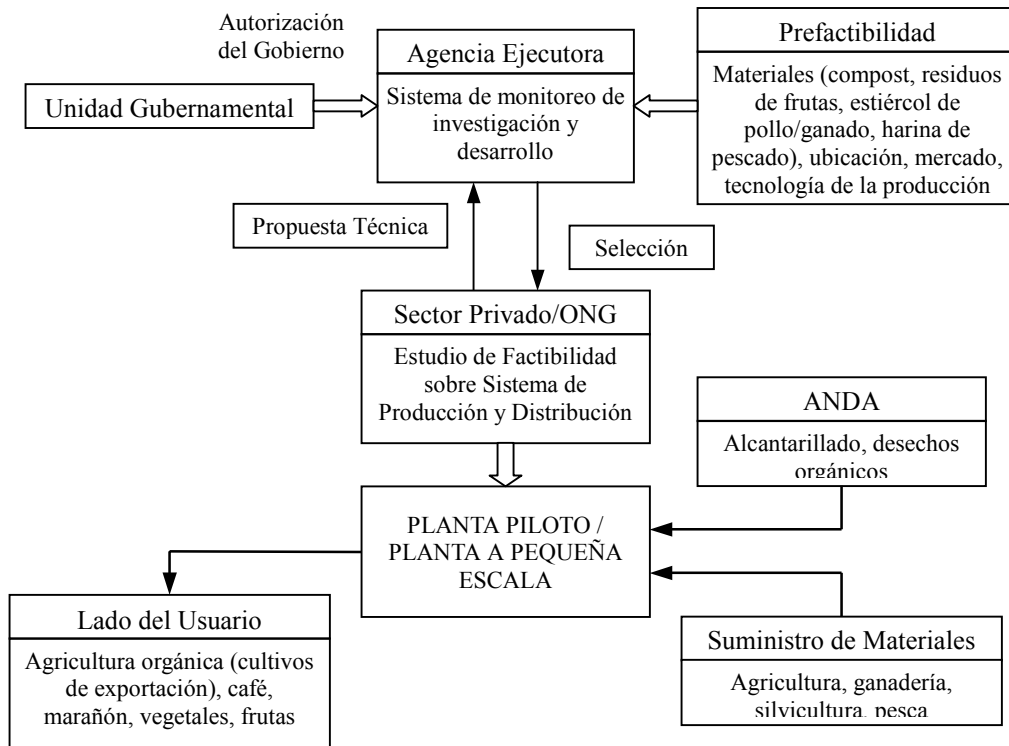 Autorización
del Gobierno
Unidad Gubernamental
Agencia Ejecutora
Sistema de monitoreo de
investigación y
desarrollo
Prefactibilidad
Materiales (compost, residuos
de frutas, estiércol de
pollo/ganado, harina de
pescado), ubicación, mercado,
tecnología de la producción
Propuesta Técnica
Selección
Sector Privado/ONG
Estudio de Factibilidad
sobre Sistema de
Producción y Distribución
ANDA
Alcantarillado, desechos
orgánicos
PLANTA PILOTO /
PLANTA A PEQUEÑA
ESCALA
Lado del Usuario
Agricultura orgánica (cultivos
de exportación), café,
marañón, vegetales, frutas
Suministro de Materiales
Agricultura, ganadería,
silvicultura, pesca